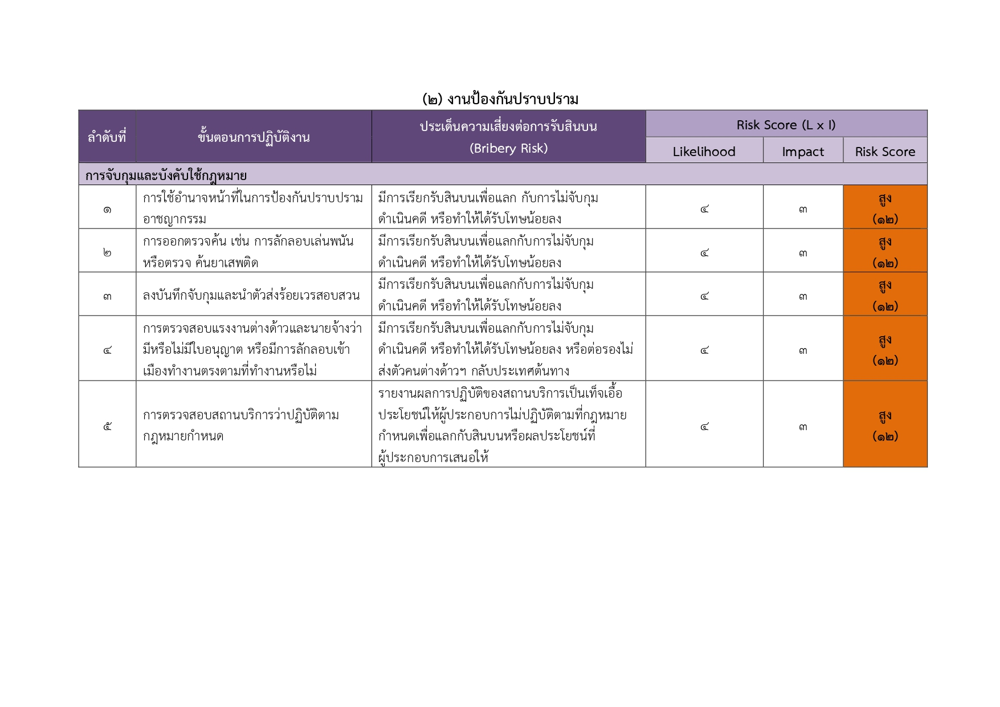 (๒) งานป้องกันปราบปราม
ลำดับที่
ขั้นตอนการปฏิบัติงาน
ประเด็นความเสี่ยงต่อการรับสินบน
(Bribery Risk)
Risk Score (L x I)
Likelihood
Impact
Risk Score
การจับกุมและบังคับใช้กฎหมาย
๑
การใช้อำนาจหน้าที่ในการป้องกันปราบปราม
อาชญากรรม
มีการเรียกรับสินบนเพื่อแลก กับการไม่จับกุม
ดำเนินคดี หรือทำให้ได้รับโทษน้อยลง
๔
๓
สูง
(๑๒)
๒
การออกตรวจค้น เช่น การลักลอบเล่นพนัน
หรือตรวจ ค้นยาเสพติด
มีการเรียกรับสินบนเพื่อแลกกับการไม่จับกุม
ดำเนินคดี หรือทำให้ได้รับโทษน้อยลง
๔
๓
สูง
(๑๒)
๓
ลงบันทึกจับกุมและนำตัวส่งร้อยเวรสอบสวน
มีการเรียกรับสินบนเพื่อแลกกับการไม่จับกุม
ดำเนินคดี หรือทำให้ได้รับโทษน้อยลง
๔
๓
สูง
(๑๒)
๔
การตรวจสอบแรงงานต่างด้าวและนายจ้างว่า
มีหรือไม่มีใบอนุญาต หรือมีการลักลอบเข้า
เมืองทำงานตรงตามที่ทำงานหรือไม่
มีการเรียกรับสินบนเพื่อแลกกับการไม่จับกุม
ดำเนินคดี หรือทำให้ได้รับโทษน้อยลง หรือต่อรองไม่
ส่งตัวคนต่างด้าวฯ กลับประเทศต้นทาง
๔
๓
สูง
(๑๒)
๕
การตรวจสอบสถานบริการว่าปฏิบัติตาม
กฎหมายกำหนด
รายงานผลการปฏิบัติของสถานบริการเป็นเท็จเอื้อ
ประโยชน์ให้ผู้ประกอบการไม่ปฏิบัติตามที่กฎหมาย
กำหนดเพื่อแลกกับสินบนหรือผลประโยชน์ที่
ผู้ประกอบการเสนอให้
๔
๓
สูง
(๑๒)